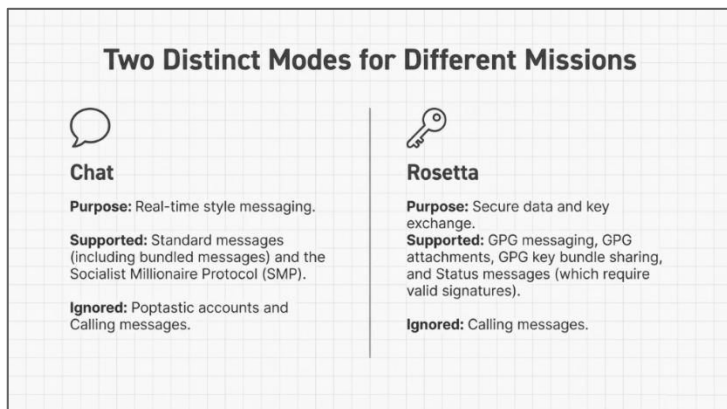 Two Distinct Modes for Different Missions
Chat
Purpose: Real-time style messaging.
Supported: Standard messages
(including bundled messages) and the
Socialist Millionaire Protocol (SMP).
Ignored: Poptastic accounts and
Calling messages.
Rosetta
Purpose: Secure data and key
exchange.
Supported: GPG messaging, GPG
attachments, GPG key bundle sharing,
and Status messages (which require
valid signatures).
Ignored: Calling messages.